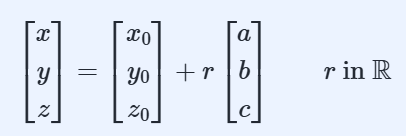 [x y z] = [x₀ y₀ z₀] + r [a b c] r in ℝ